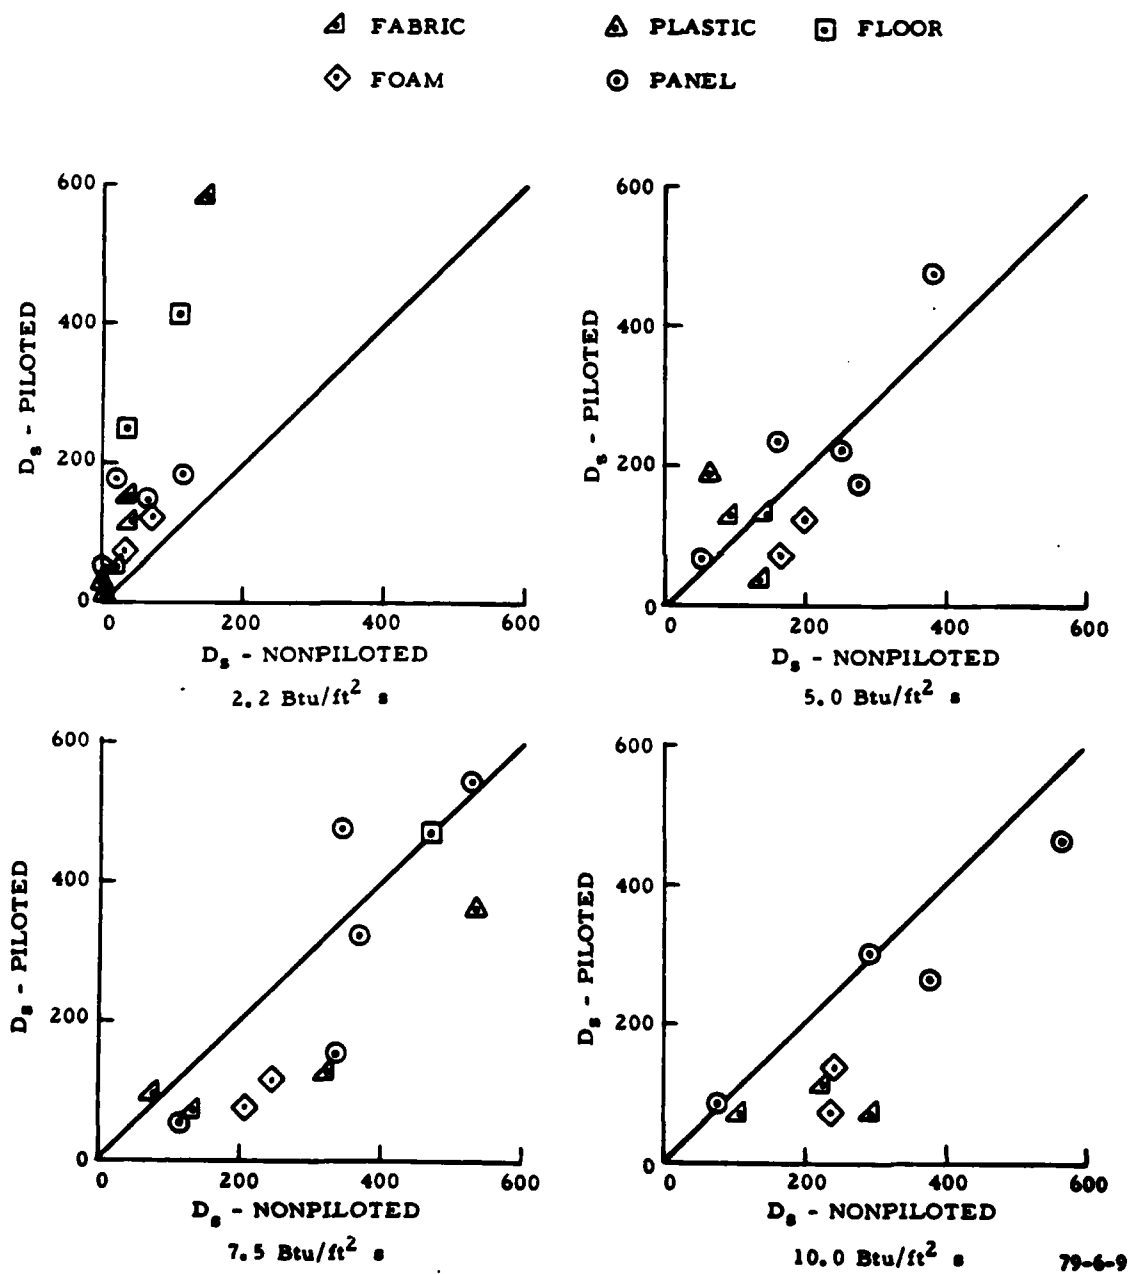 FABRIC PLASTIC FLOOR
FOAM PANEL
600
400
200
0
D_s - PILOTED
0 200 400 600
D_s - NONPILOTED
2.2 Btu/ft² s
600
400
200
0
D_s - PILOTED
0 200 400 600
D_s - NONPILOTED
5.0 Btu/ft² s
600
400
200
0
D_s - PILOTED
0 200 400 600
D_s - NONPILOTED
7.5 Btu/ft² s
600
400
200
0
D_s - PILOTED
0 200 400 600
D_s - NONPILOTED
10.0 Btu/ft² s
79-6-9